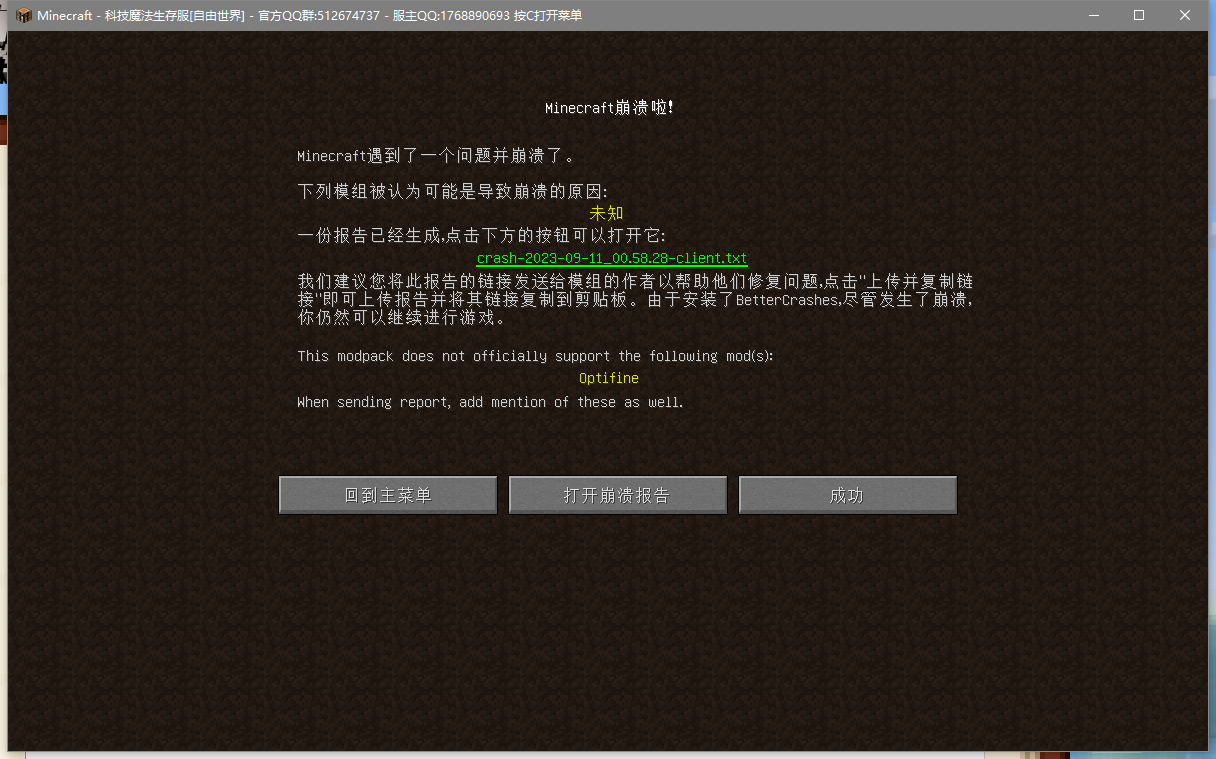 Minecraft - 科技魔法生存服[自由世界] - 官方QQ群:512674737 - 服主QQ:1768890693 按C打开菜单
Minecraft崩溃啦!
Minecraft遇到了一个问题并崩溃了。
下列模组被认为可能是导致崩溃的原因:
未知
一份报告已经生成,点击下方的按钮可以打开它:
crash-2023-09-11_00.58.28-client.txt
我们建议您将此报告的链接发送给模组的作者以帮助他们修复问题,点击"上传并复制链
接"即可上传报告并将其链接复制到剪贴板。由于安装了BetterCrashes,尽管发生了崩溃,
你仍然可以继续进行游戏。
This modpack does not officially support the following mod(s):
Optifine
When sending report, add mention of these as well.
回到主菜单 打开崩溃报告 成功